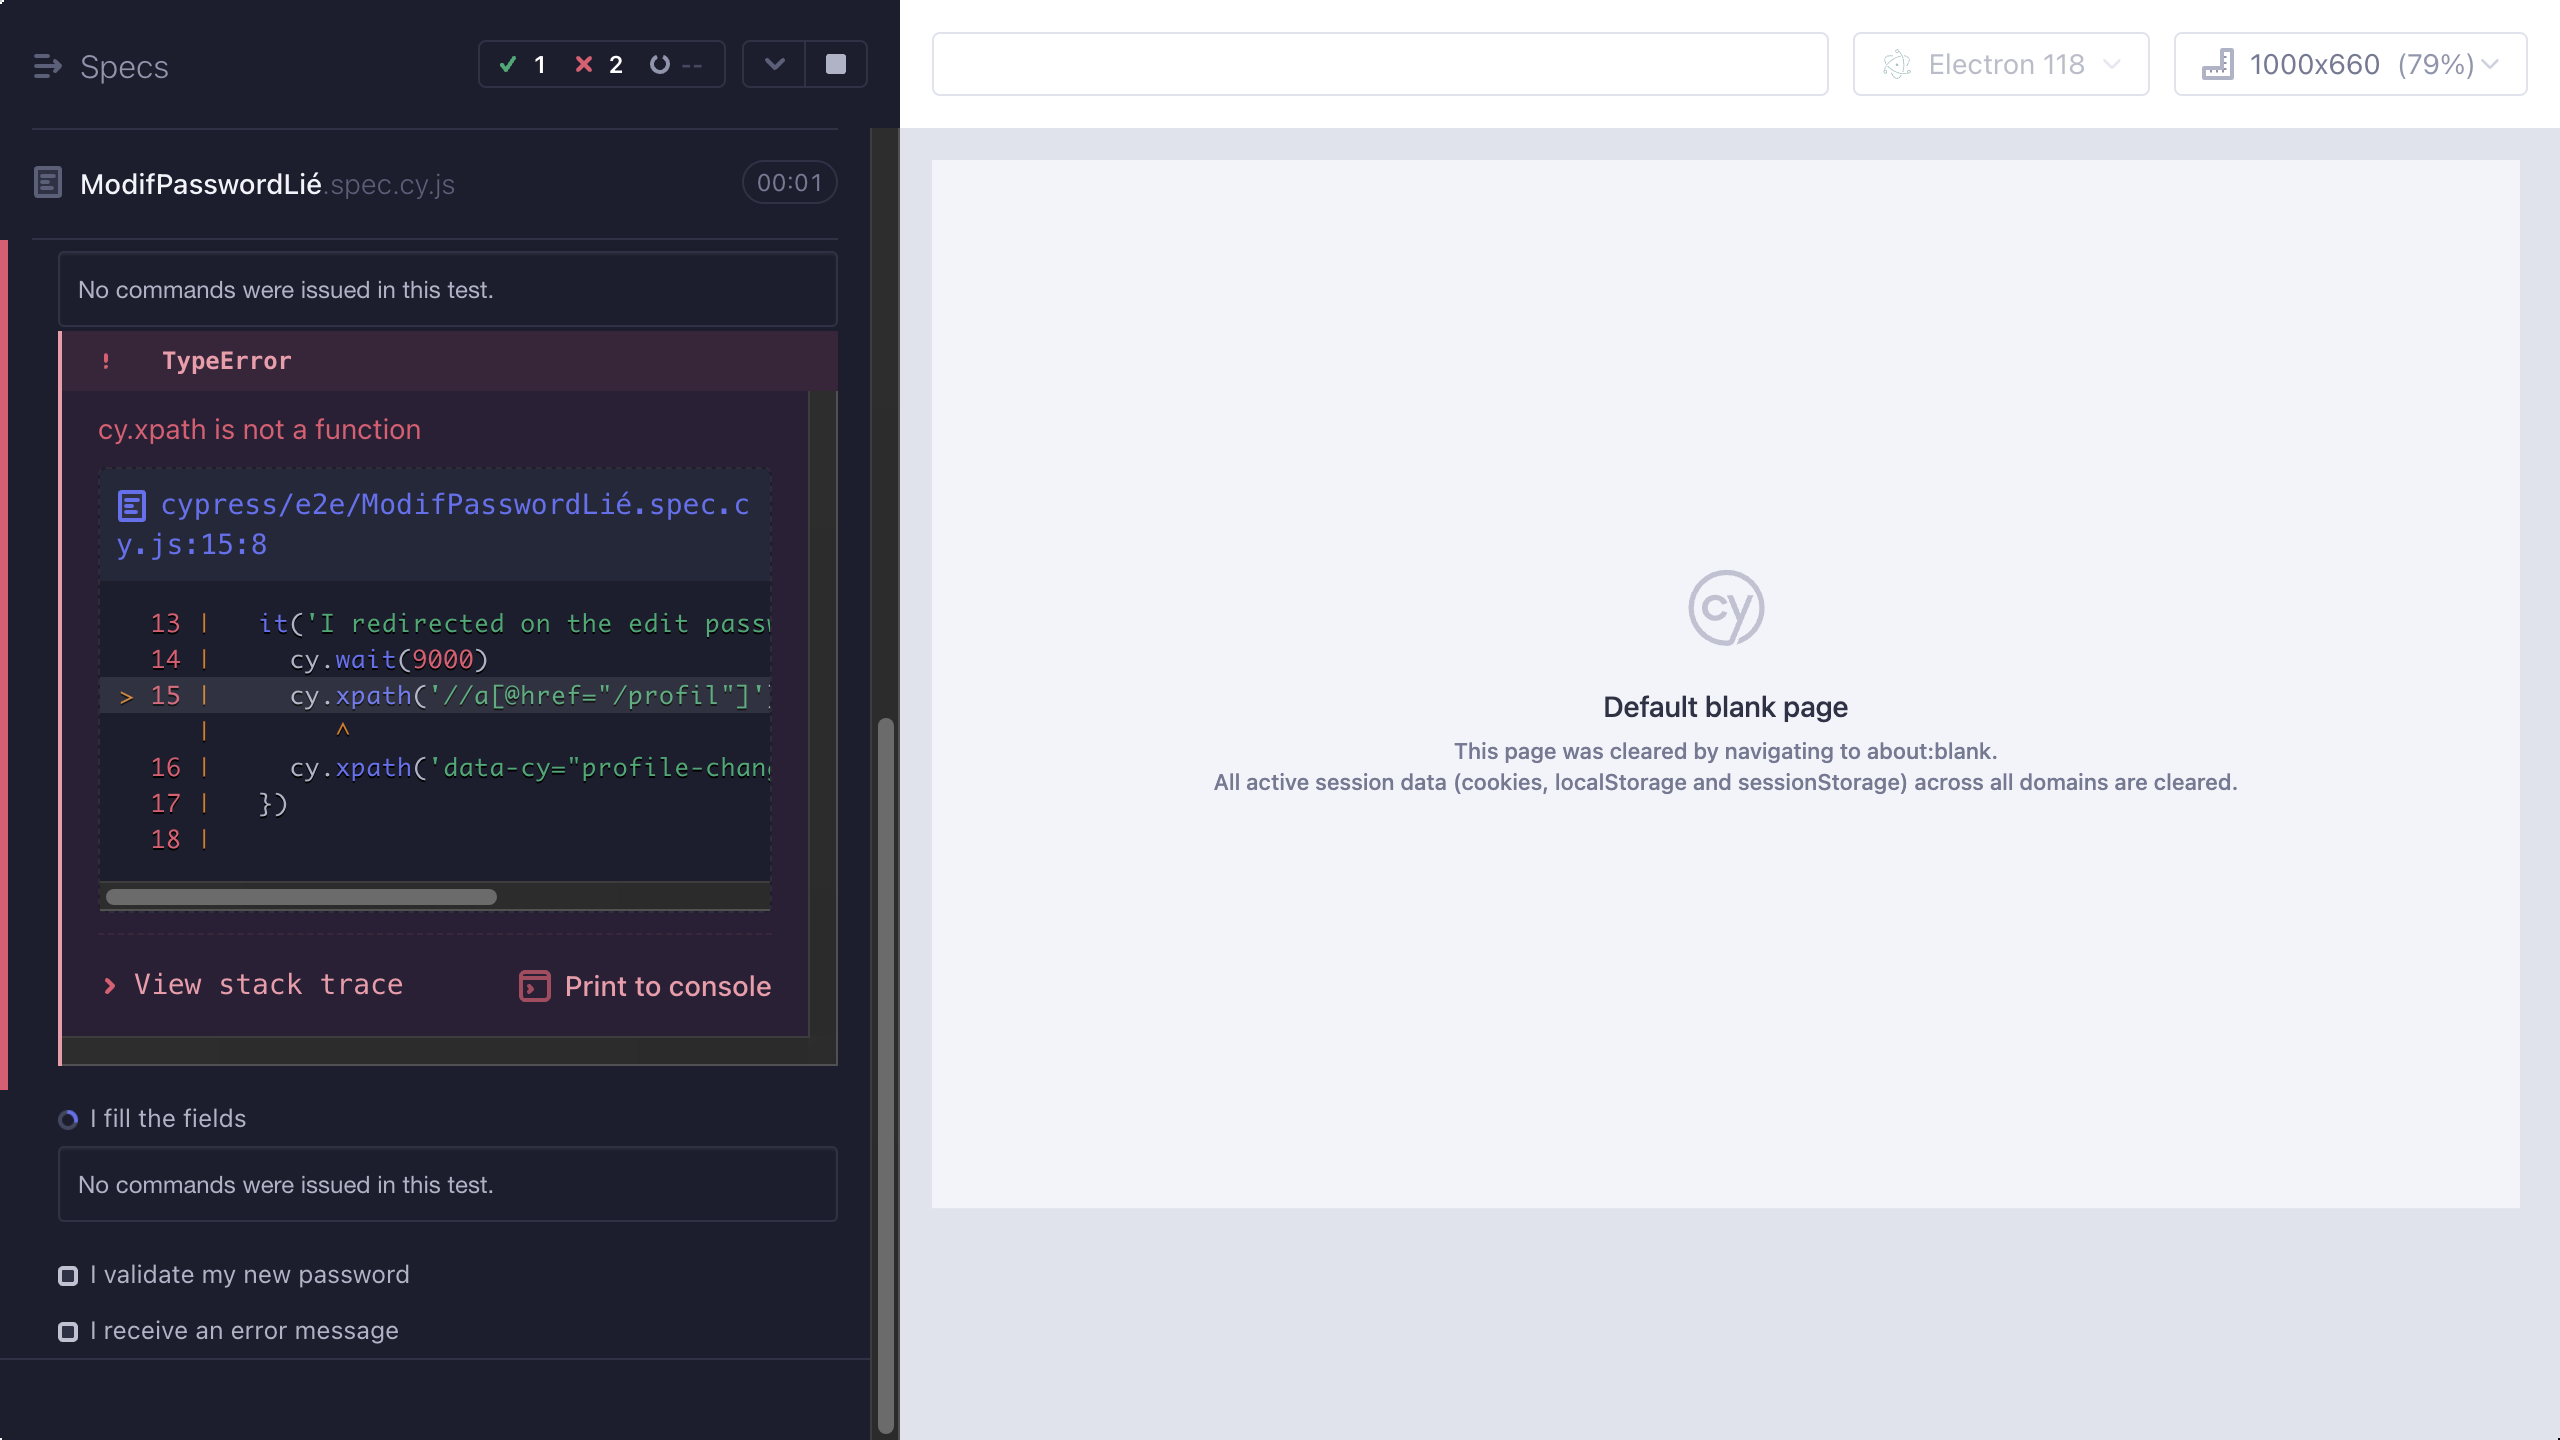 Specs
1
2
--
ModifPasswordLié.spec.cy.js
00:01
No commands were issued in this test.
! TypeError
cy.xpath is not a function
cypress/e2e/ModifPasswordLié.spec.c
y.js:15:8
13 | it('I redirected on the edit passw
14 | cy.wait(9000)
> 15 | cy.xpath('//a[@href="/profil"]')
| ^
16 | cy.xpath('data-cy="profile-chang
17 | })
18 |
View stack trace
Print to console
I fill the fields
No commands were issued in this test.
I validate my new password
I receive an error message
Electron 118
1000x660 (79%)
cy
Default blank page
This page was cleared by navigating to about:blank.
All active session data (cookies, localStorage and sessionStorage) across all domains are cleared.